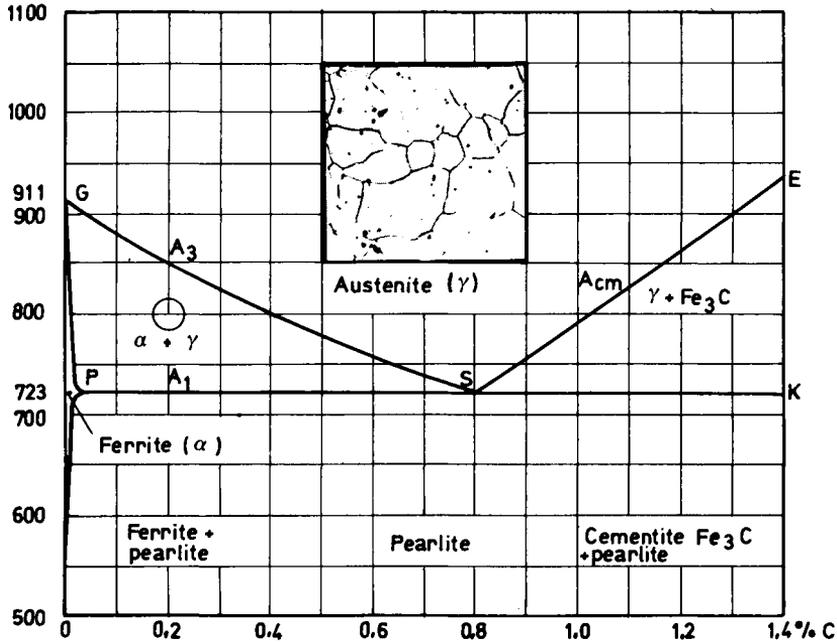 1100
1000
911
900
800
723
700
600
500
G
E
A3
Acm
γ + Fe3C
Austenite (γ)
α + γ
P
A1
S
K
Ferrite (α)
Ferrite +
pearlite
Pearlite
Cementite Fe3C
+pearlite
0
0.2
0.4
0.6
0.8
1.0
1.2
1.4 % C